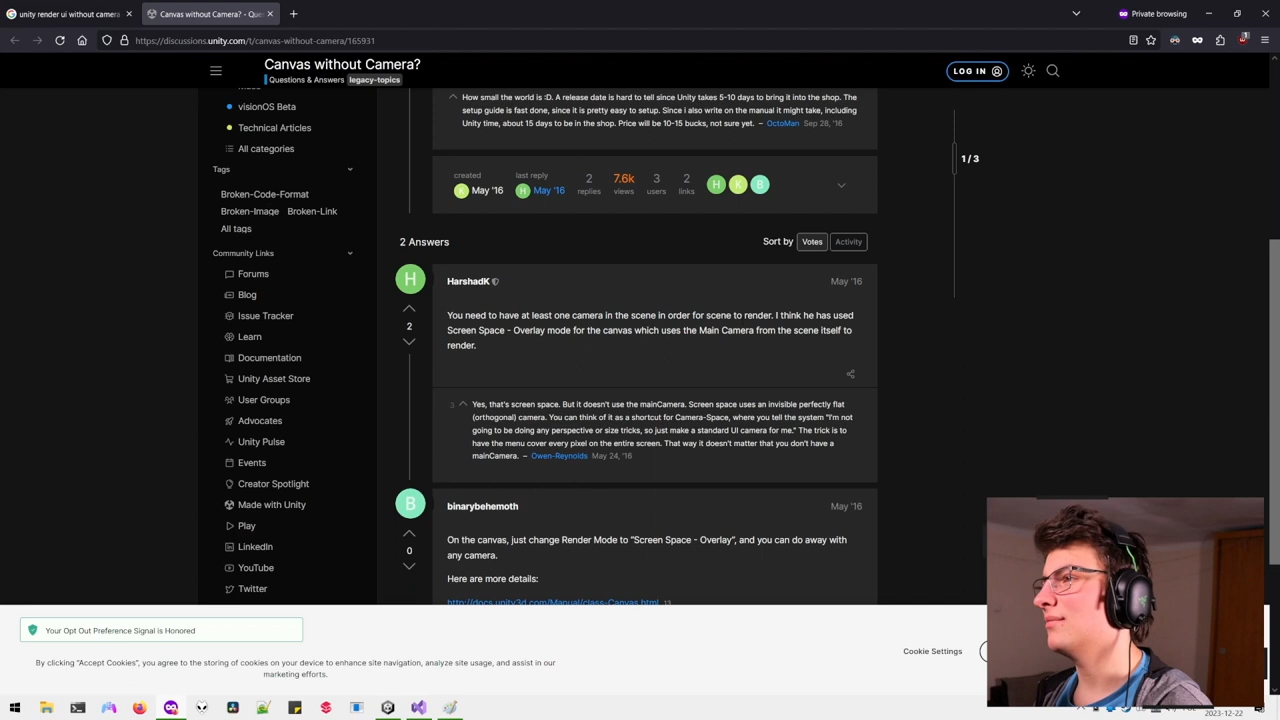 unity render ui without camera
Canvas without Camera? - Ques
Private browsing
https://discussions.unity.com/t/canvas-without-camera/165931
1
Canvas without Camera?
Questions & Answers legacy-topics
LOG IN
visionOS Beta
Technical Articles
All categories
Tags
Broken-Code-Format
Broken-Image Broken-Link
All tags
Community Links
Forums
Blog
Issue Tracker
Learn
Documentation
Unity Asset Store
User Groups
Advocates
Unity Pulse
Events
Creator Spotlight
Made with Unity
Play
LinkedIn
YouTube
Twitter
How small the world is :D. A release date is hard to tell since Unity takes 5-10 days to bring it into the shop. The
setup guide is fast done, since it is pretty easy to setup. Since i also write on the manual it might take, including
Unity time, about 15 days to be in the shop. Price will be 10-15 bucks, not sure yet. – OctoMan Sep 28, '16
created last reply 2 7.6k 3 2 H K B
K May '16 H May '16 replies views users links
1 / 3
2 Answers Sort by Votes Activity
H HarshadK May '16
2
You need to have at least one camera in the scene in order for scene to render. I think he has used
Screen Space - Overlay mode for the canvas which uses the Main Camera from the scene itself to
render.
3 Yes, that's screen space. But it doesn't use the mainCamera. Screen space uses an invisible perfectly flat
(orthogonal) camera. You can think of it as a shortcut for Camera-Space, where you tell the system "I'm not
going to be doing any perspective or size tricks, so just make a standard UI camera for me." The trick is to
have the menu cover every pixel on the entire screen. That way it doesn't matter that you don't have a
mainCamera. – Owen-Reynolds May 24, '16
B binarybehemoth May '16
0
On the canvas, just change Render Mode to “Screen Space - Overlay”, and you can do away with
any camera.
Here are more details:
http://docs.unity3d.com/Manual/class-Canvas.html 13
Your Opt Out Preference Signal is Honored
By clicking “Accept Cookies”, you agree to the storing of cookies on your device to enhance site navigation, analyze site usage, and assist in our
marketing efforts.
Cookie Settings
2023-12-22